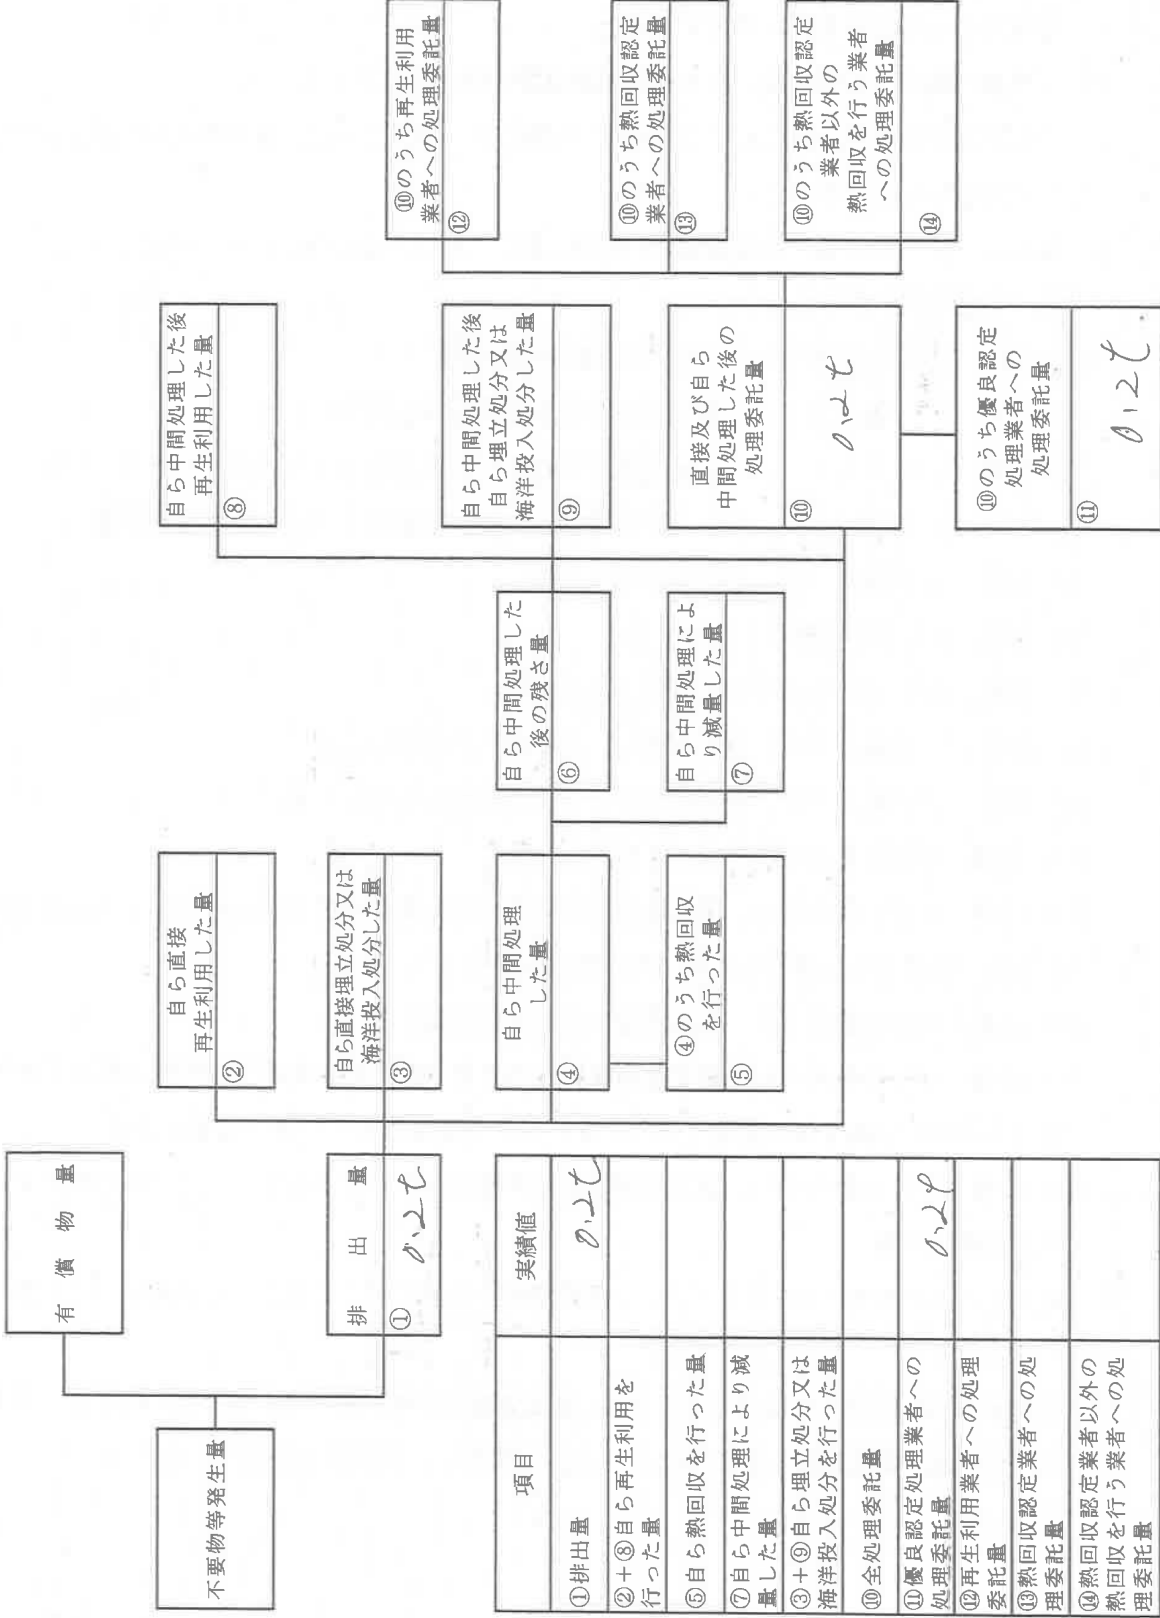 不要物等発生量
有償物量
排出量
① 0.2t
自ら直接
再生利用した量
②
自ら直接埋立処分又は
海洋投入処分した量
③
自ら中間処理
した量
④
④のうち熱回収
を行った量
⑤
自ら中間処理した
後の残さ量
⑥
自ら中間処理によ
り減量した量
⑦
自ら中間処理した後
再生利用した量
⑧
自ら中間処理した後
自ら埋立処分又は
海洋投入処分した量
⑨
直接及び自ら
中間処理した後の
処理委託量
⑩ 0.2t
⑩のうち優良認定
処理業者への
処理委託量
⑪ 0.2t
⑩のうち再生利用
業者への処理委託量
⑫
⑩のうち熱回収認定
業者への処理委託量
⑬
⑩のうち熱回収認定
業者以外の
熱回収を行う業者
への処理委託量
⑭
項目 実績値
①排出量 0.2t
②+⑧自ら再生利用を
行った量
⑤自ら熱回収を行った量
⑦自ら中間処理により減
量した量
③+⑨自ら埋立処分又は
海洋投入処分を行った量
⑩全処理委託量
⑪優良認定処理業者への
処理委託量 0.2t
⑫再生利用業者への処理
委託量
⑬熱回収認定業者への処
理委託量
⑭熱回収認定業者以外の
熱回収を行う業者への処
理委託量